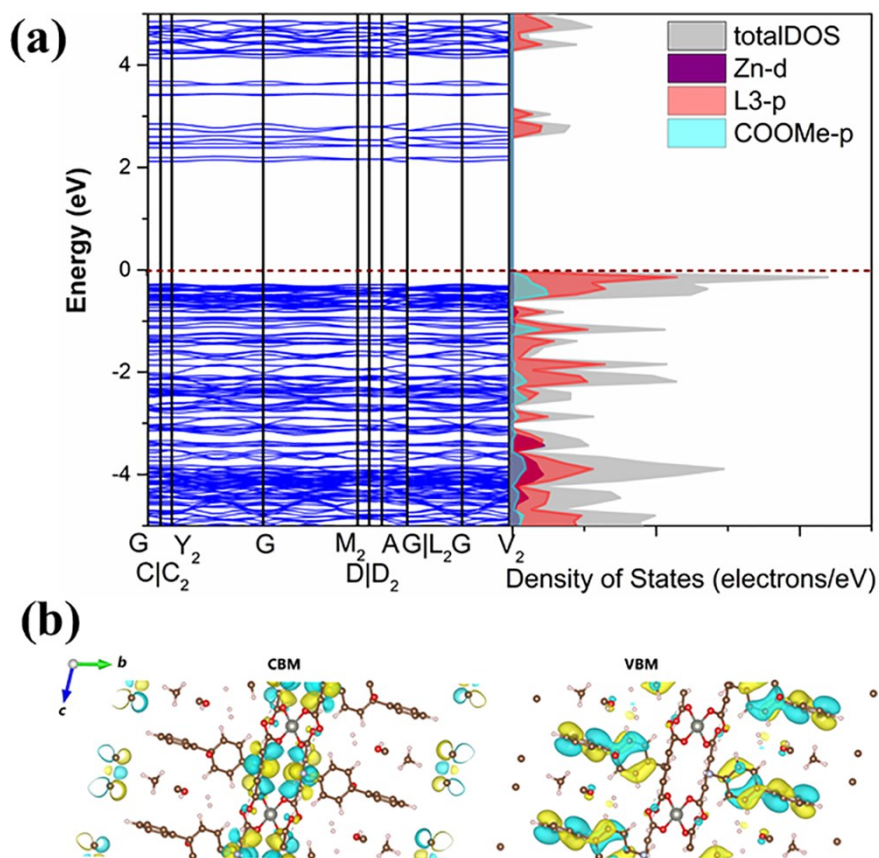 (a)
totalDOS
Zn-d
L3-p
COOMe-p
4
2
0
-2
-4
Energy (eV)
G Y₂ G M₂ A G|L₂ G V₂
C|C₂ D|D₂
Density of States (electrons/eV)
(b)
b
c
CBM
VBM